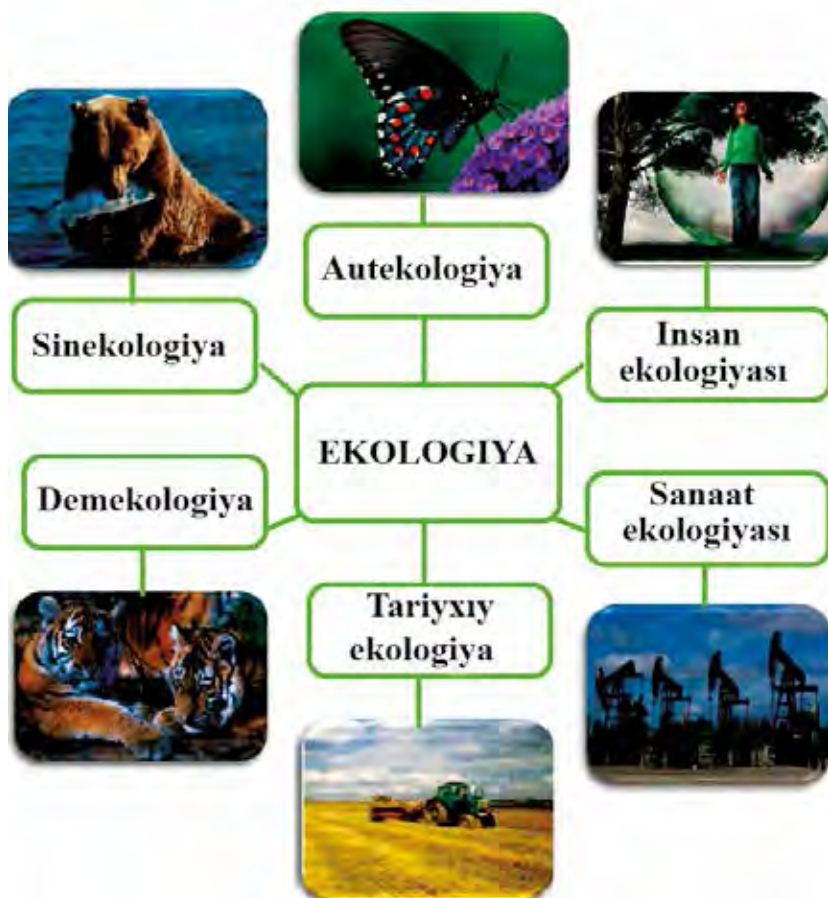 Autekologiya
Sinekologiya
Insan
ekologiyası
EKOLOGIYA
Demekologiya
Sanaat
ekologiyası
Tariyxıy
ekologiya